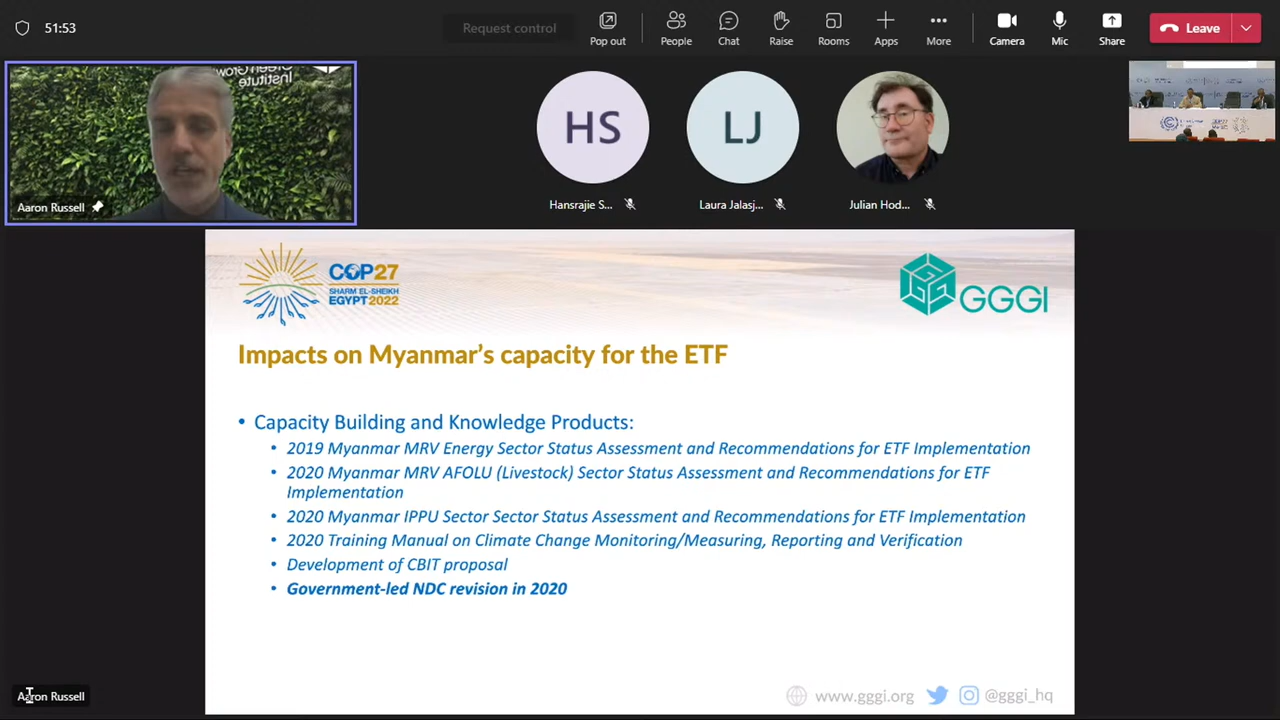 51:53
Request control
Pop out
People
Chat
Raise
Rooms
Apps
More
Camera
Mic
Share
Leave
Green Grow
Institute
Aaron Russell
HS
LJ
Hansrajie S...
Laura Jalasj...
Julian Hod...
COP27
SHARM EL-SHEIKH
EGYPT 2022
GGGI
Impacts on Myanmar's capacity for the ETF
• Capacity Building and Knowledge Products:
• 2019 Myanmar MRV Energy Sector Status Assessment and Recommendations for ETF Implementation
• 2020 Myanmar MRV AFOLU (Livestock) Sector Status Assessment and Recommendations for ETF
Implementation
• 2020 Myanmar IPPU Sector Sector Status Assessment and Recommendations for ETF Implementation
• 2020 Training Manual on Climate Change Monitoring/Measuring, Reporting and Verification
• Development of CBIT proposal
• Government-led NDC revision in 2020
Aaron Russell
www.gggi.org
@gggi_hq